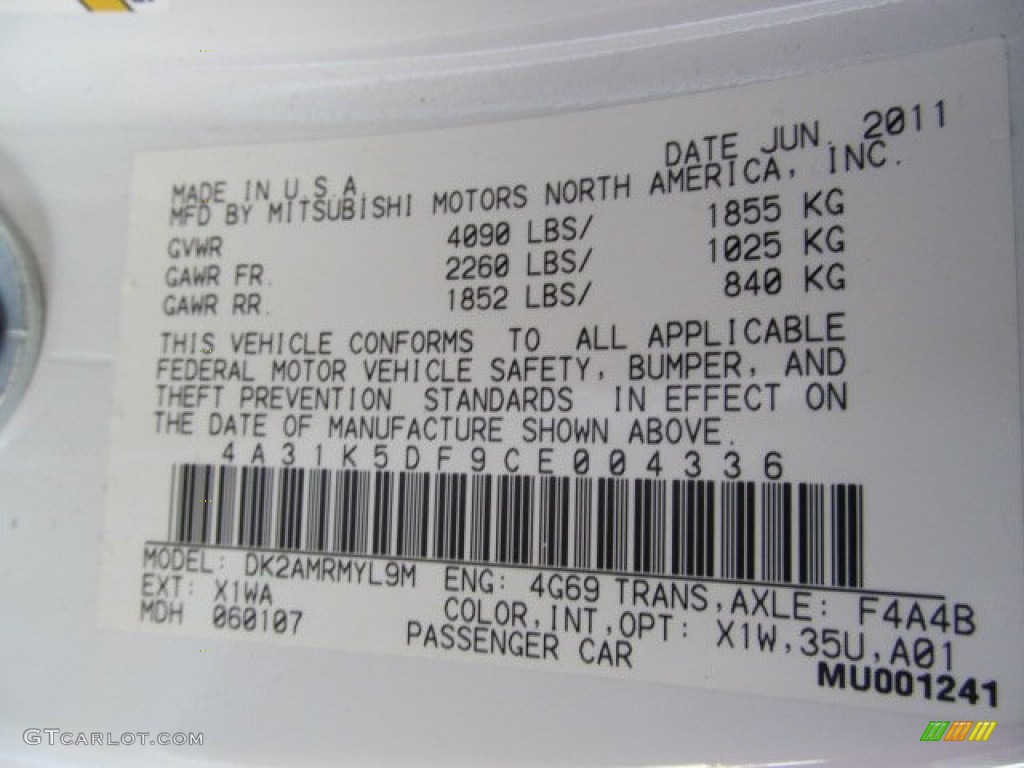 DATE JUN. 2011
MADE IN U.S.A.
MFD BY MITSUBISHI MOTORS NORTH AMERICA, INC.
GVWR 4090 LBS/ 1855 KG
GAWR FR. 2260 LBS/ 1025 KG
GAWR RR. 1852 LBS/ 840 KG
THIS VEHICLE CONFORMS TO ALL APPLICABLE
FEDERAL MOTOR VEHICLE SAFETY, BUMPER, AND
THEFT PREVENTION STANDARDS IN EFFECT ON
THE DATE OF MANUFACTURE SHOWN ABOVE.
4A31K5DF9CE004336
MODEL: DK2AMRMYL9M ENG: 4G69 TRANS,AXLE: F4A4B
EXT: X1WA COLOR,INT,OPT: X1W,35U,A01
MDH 060107 PASSENGER CAR
MU001241
GTCARLOT.COM